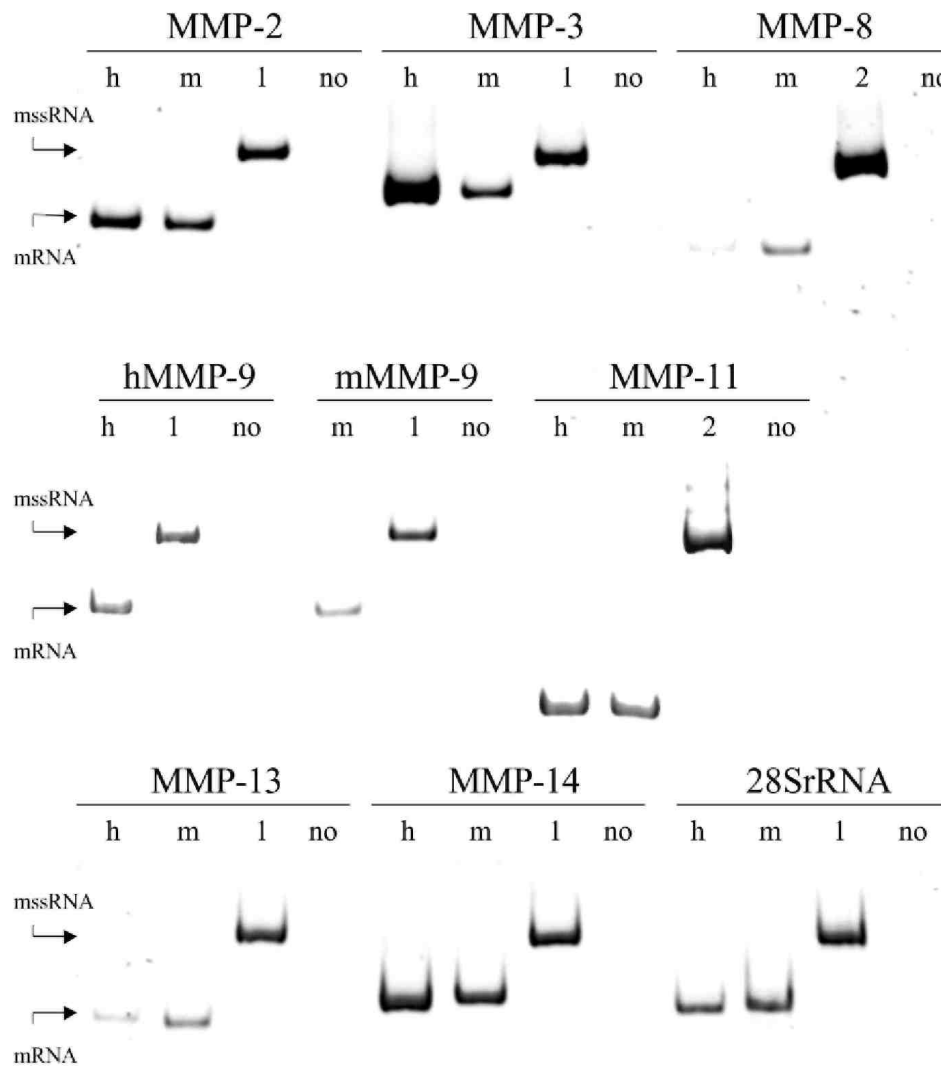 MMP-2 MMP-3 MMP-8
h m 1 no h m 1 no h m 2 no
mssRNA
mRNA
hMMP-9 mMMP-9 MMP-11
h 1 no m 1 no h m 2 no
mssRNA
mRNA
MMP-13 MMP-14 28SrRNA
h m 1 no h m 1 no h m 1 no
mssRNA
mRNA